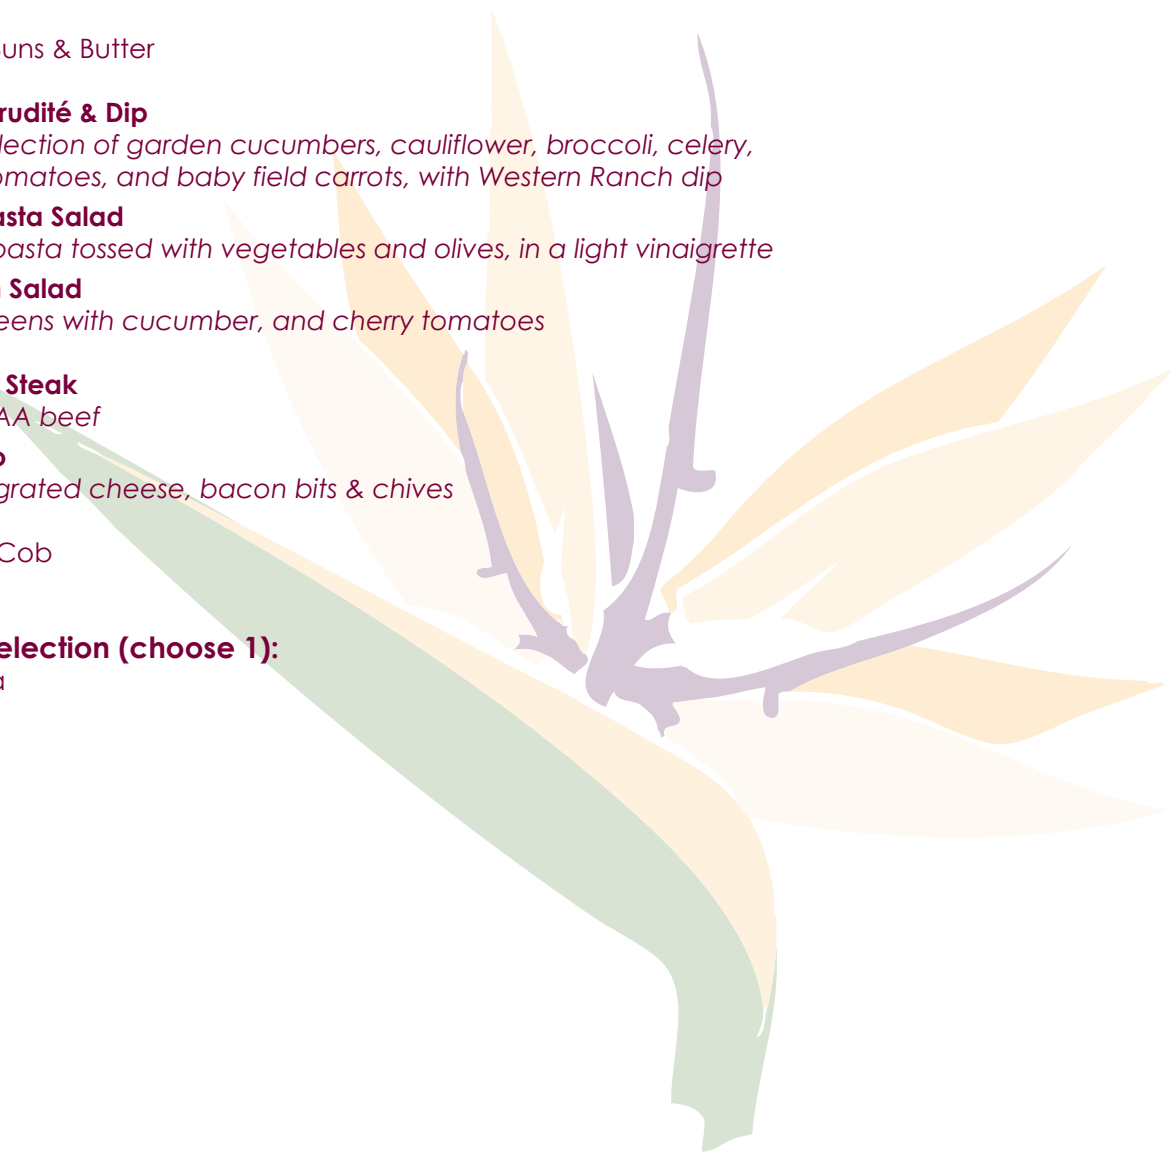 uns & Butter
rudité & Dip
lection of garden cucumbers, cauliflower, broccoli, celery,
omatoes, and baby field carrots, with Western Ranch dip
asta Salad
pasta tossed with vegetables and olives, in a light vinaigrette
Salad
eens with cucumber, and cherry tomatoes
Steak
AA beef
grated cheese, bacon bits & chives
Cob
election (choose 1):
a